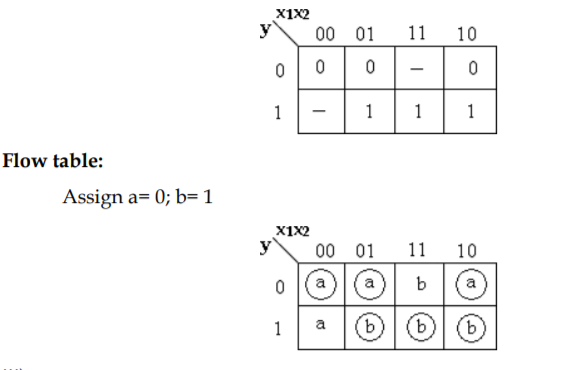 X1X2
y 00 01 11 10
0 0 0 – 0
1 – 1 1 1
Flow table:
Assign a= 0; b= 1
X1X2
y 00 01 11 10
0 a a b a
1 a b b b